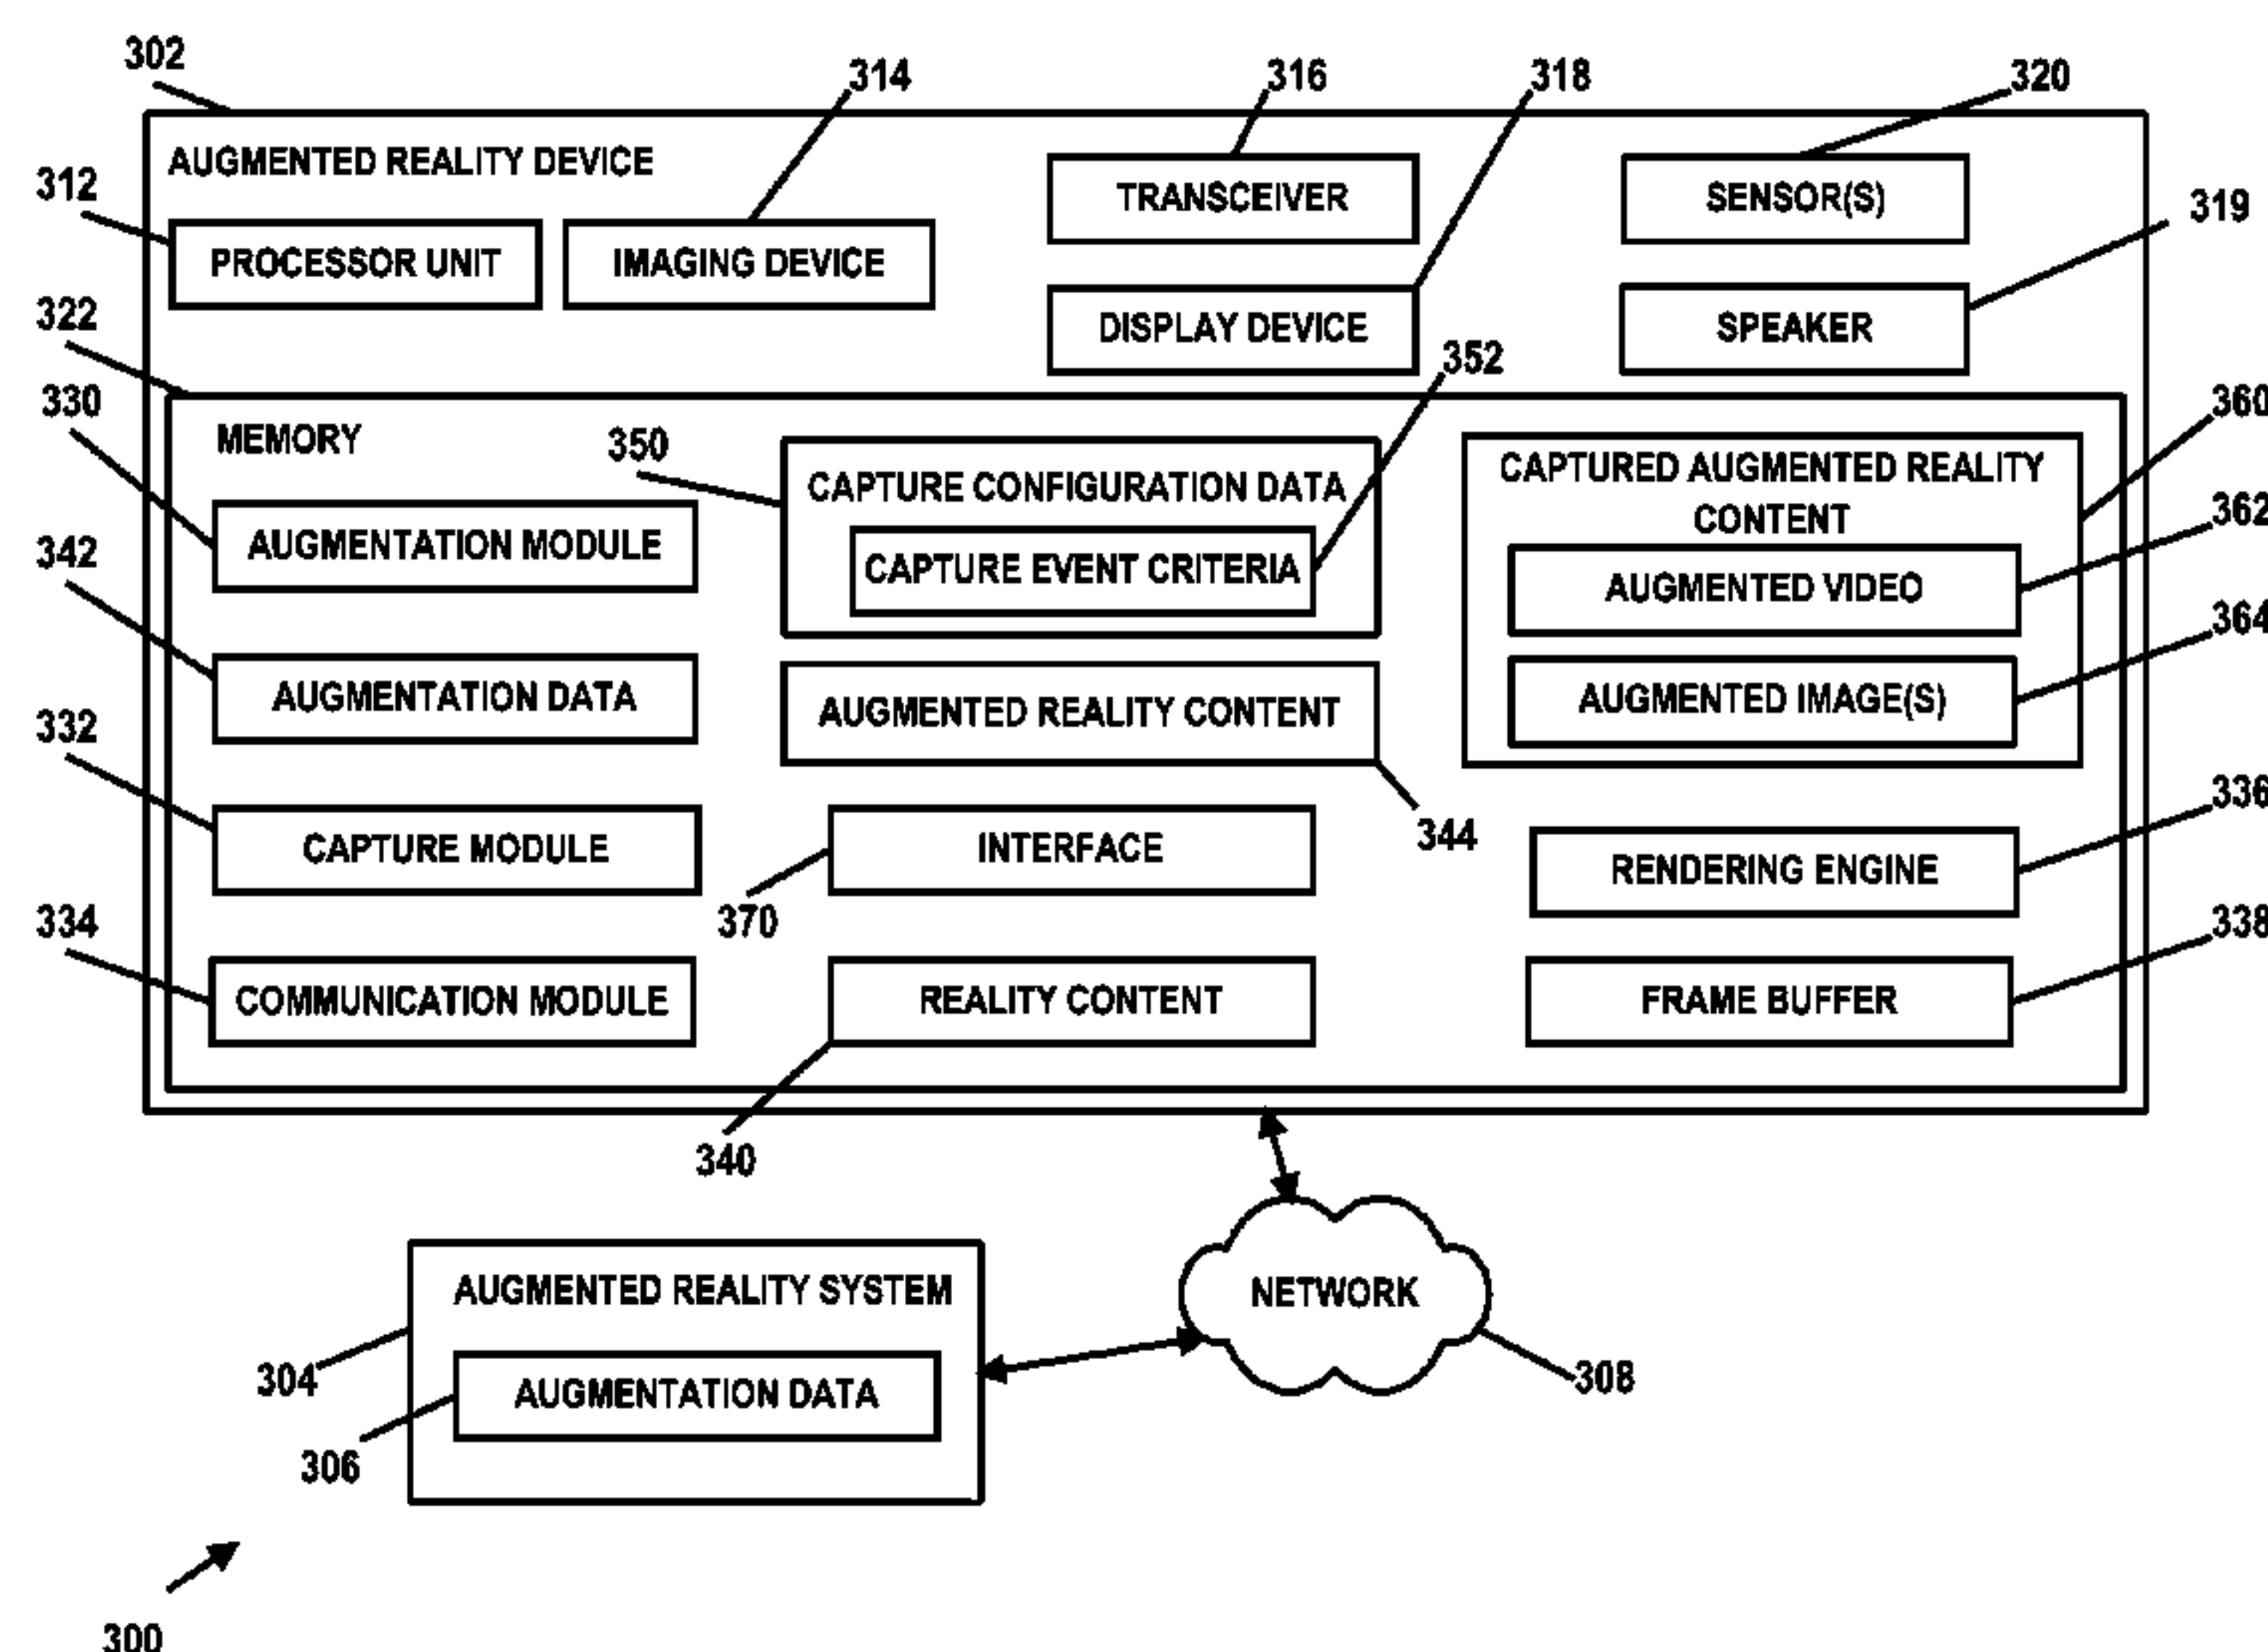 302
314
316
318
320
AUGMENTED REALITY DEVICE
312
TRANSCEIVER
SENSOR(S)
319
PROCESSOR UNIT
IMAGING DEVICE
322
DISPLAY DEVICE
SPEAKER
352
330
360
MEMORY
350
CAPTURE CONFIGURATION DATA
CAPTURED AUGMENTED REALITY
CONTENT
362
AUGMENTATION MODULE
342
CAPTURE EVENT CRITERIA
AUGMENTED VIDEO
364
AUGMENTATION DATA
AUGMENTED REALITY CONTENT
AUGMENTED IMAGE(S)
332
336
344
CAPTURE MODULE
INTERFACE
RENDERING ENGINE
334
370
338
COMMUNICATION MODULE
REALITY CONTENT
FRAME BUFFER
340
AUGMENTED REALITY SYSTEM
NETWORK
304
308
AUGMENTATION DATA
306
300